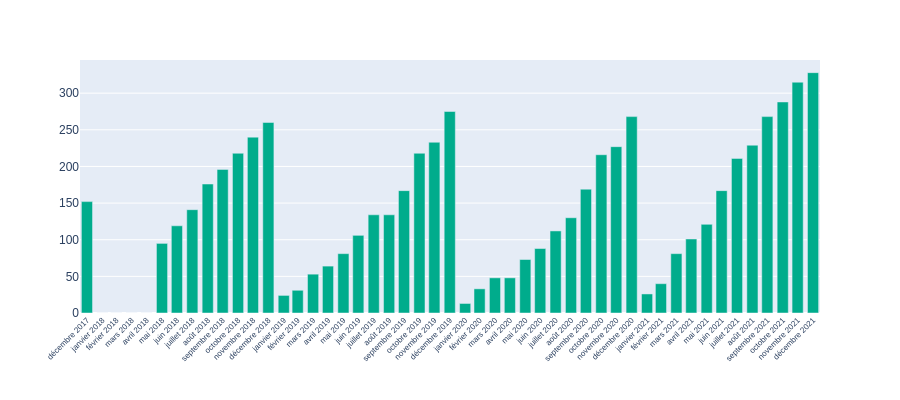 300
250
200
150
100
50
0
décembre 2017
janvier 2018
février 2018
mars 2018
avril 2018
mai 2018
juin 2018
juillet 2018
août 2018
septembre 2018
octobre 2018
novembre 2018
décembre 2018
janvier 2019
février 2019
mars 2019
avril 2019
mai 2019
juin 2019
juillet 2019
août 2019
septembre 2019
octobre 2019
novembre 2019
décembre 2019
janvier 2020
février 2020
mars 2020
avril 2020
mai 2020
juin 2020
juillet 2020
août 2020
septembre 2020
octobre 2020
novembre 2020
décembre 2020
janvier 2021
février 2021
mars 2021
avril 2021
mai 2021
juin 2021
juillet 2021
août 2021
septembre 2021
octobre 2021
novembre 2021
décembre 2021